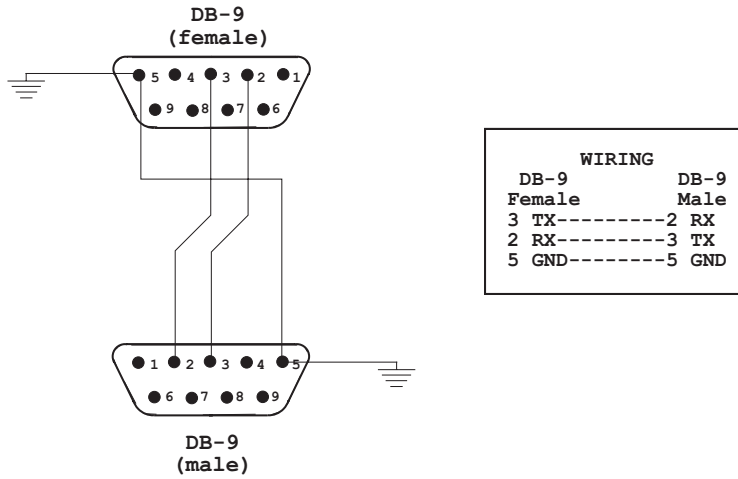 DB-9
(female)
5 4 3 2 1
9 8 7 6
WIRING
DB-9 DB-9
Female Male
3 TX---------2 RX
2 RX---------3 TX
5 GND--------5 GND
1 2 3 4 5
6 7 8 9
DB-9
(male)